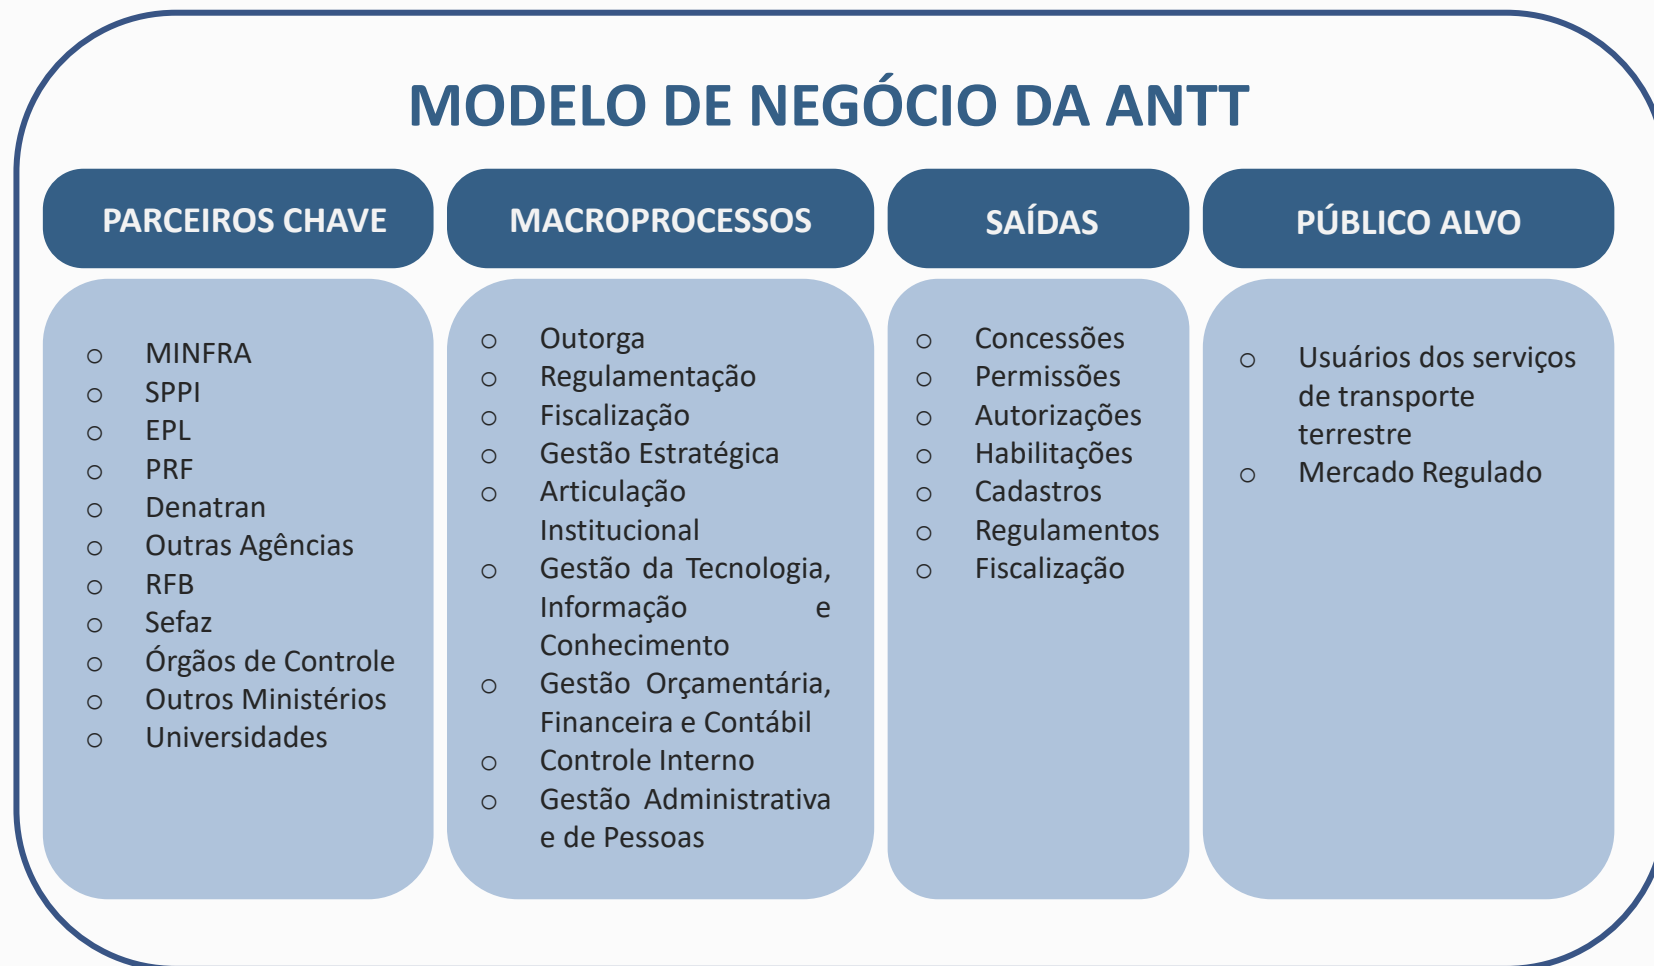 MODELO DE NEGÓCIO DA ANTT
PARCEIROS CHAVE
○ MINFRA
○ SPPI
○ EPL
○ PRF
○ Denatran
○ Outras Agências
○ RFB
○ Sefaz
○ Órgãos de Controle
○ Outros Ministérios
○ Universidades
MACROPROCESSOS
○ Outorga
○ Regulamentação
○ Fiscalização
○ Gestão Estratégica
○ Articulação
Institucional
○ Gestão da Tecnologia,
Informação e
Conhecimento
○ Gestão Orçamentária,
Financeira e Contábil
○ Controle Interno
○ Gestão Administrativa
e de Pessoas
SAÍDAS
○ Concessões
○ Permissões
○ Autorizações
○ Habilitações
○ Cadastros
○ Regulamentos
○ Fiscalização
PÚBLICO ALVO
○ Usuários dos serviços
de transporte
terrestre
○ Mercado Regulado